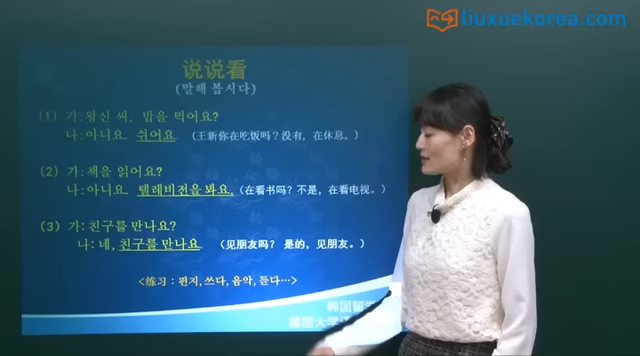 liuxuekorea.com
说说看
(말해 봅시다)
(1) 가:왕신 씨, 밥을 먹어요?
나:아니요. 쉬어요. (王新你在吃饭吗？没有，在休息。)
(2) 가:책을 읽어요?
나:아니요. 텔레비전을 봐요. (在看书吗？不是，在看电视。)
(3) 가:친구를 만나요?
나:네, 친구를 만나요. (见朋友吗？ 是的，见朋友。)
<练习：편지, 쓰다, 음악, 듣다…>
韩国留学